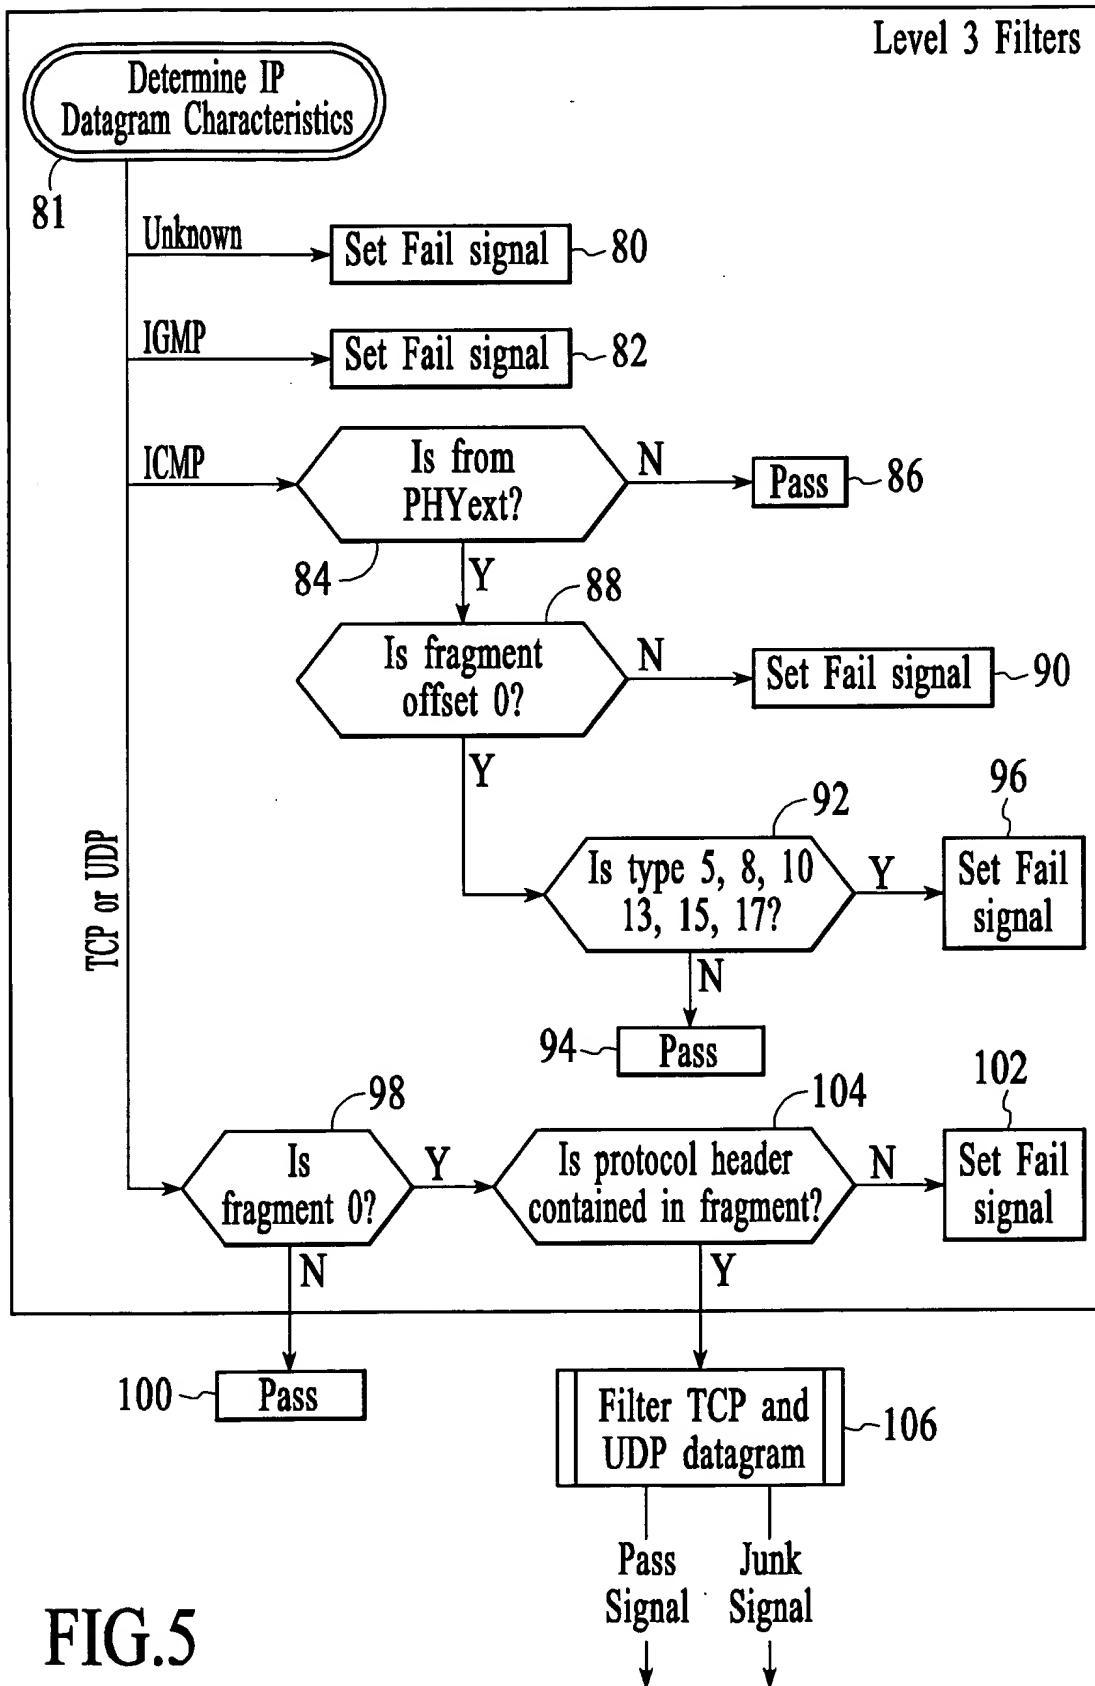 Level 3 Filters
Determine IP
Datagram Characteristics
81
Unknown
Set Fail signal
80
IGMP
Set Fail signal
82
ICMP
Is from
PHYext?
N
Pass
86
84
Y
88
Is fragment
offset 0?
N
Set Fail signal
90
Y
92
96
Is type 5, 8, 10
13, 15, 17?
Y
Set Fail
signal
N
94
Pass
TCP or UDP
98
104
102
Is
fragment 0?
Y
Is protocol header
contained in fragment?
N
Set Fail
signal
N
Y
100
Pass
Filter TCP and
UDP datagram
106
Pass
Signal
Junk
Signal
FIG.5